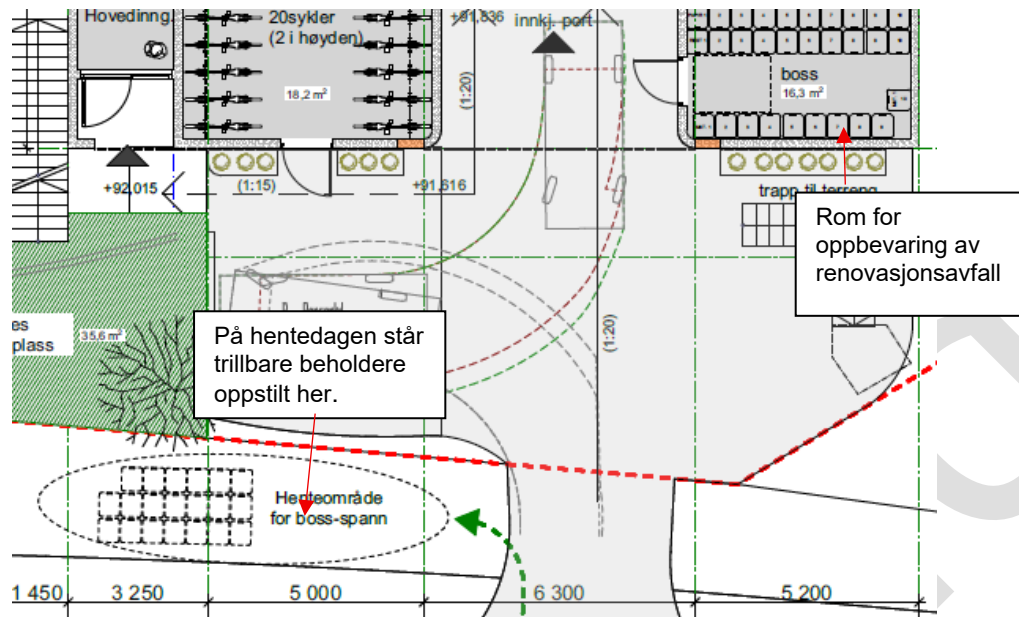 Hovedinng.
20sykler
(2 i høyden)
18,2 m²
+91,836
innkj. port
(1:20)
boss
16,3 m²
+92,015
(1:15)
+91,616
trapp til terreng
Rom for
oppbevaring av
renovasjonsavfall
es
plass
35,6 m²
På hentedagen står
trillbare beholdere
oppstilt her.
(1:20)
Henteområde
for boss-spann
1 450
3 250
5 000
6 300
5 200